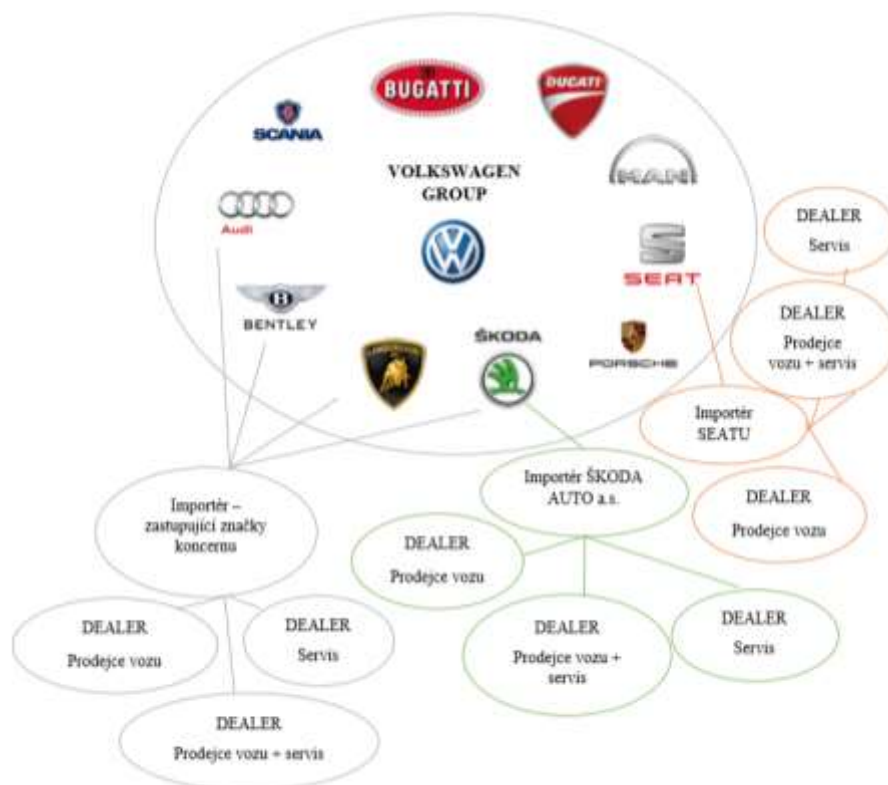 BUGATTI
DUCATI
SCANIA
MAN
VOLKSWAGEN
GROUP
Audi
SEAT
BENTLEY
B
LAMBORGHINI
ŠKODA
PORSCHE
DEALER
Servis
DEALER
Prodejce
vozu + servis
Importér
SEATU
DEALER
Prodejce vozu
Importér ŠKODA
AUTO a.s.
Importér –
zastupující značky
koncernu
DEALER
Prodejce vozu
DEALER
Prodejce vozu +
servis
DEALER
Servis
DEALER
Prodejce vozu
DEALER
Servis
DEALER
Prodejce vozu + servis